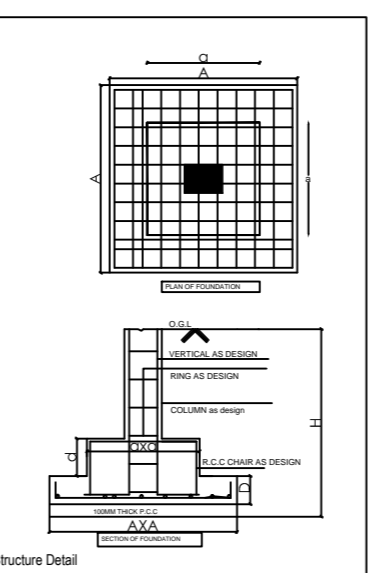 a
A
A
a
PLAN OF FOUNDATION
O.G.L
VERTICAL AS DESIGN
RING AS DESIGN
COLUMN as design
H
axa
d
R.C.C CHAIR AS DESIGN
D
100MM THICK P.C.C
AXA
SECTION OF FOUNDATION
tructure Detail